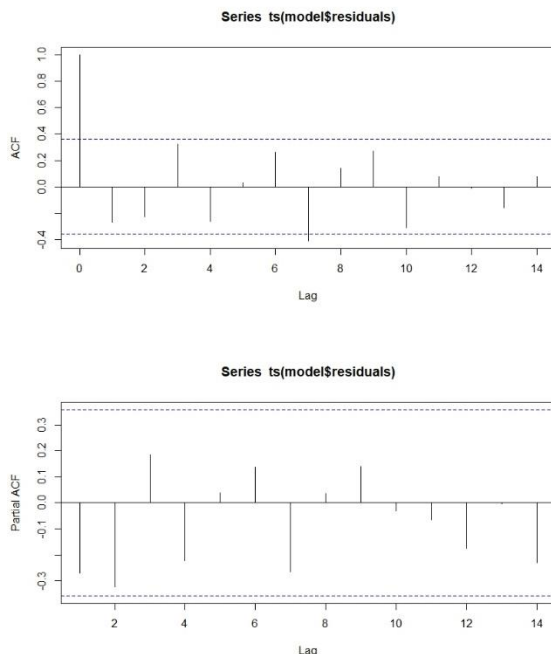 Series ts(model$residuals)
1.0
0.8
0.6
0.4
0.2
0.0
-0.4
ACF
0 2 4 6 8 10 12 14
Lag
Series ts(model$residuals)
0.3
0.2
0.1
0.0
-0.1
-0.3
Partial ACF
2 4 6 8 10 12 14
Lag